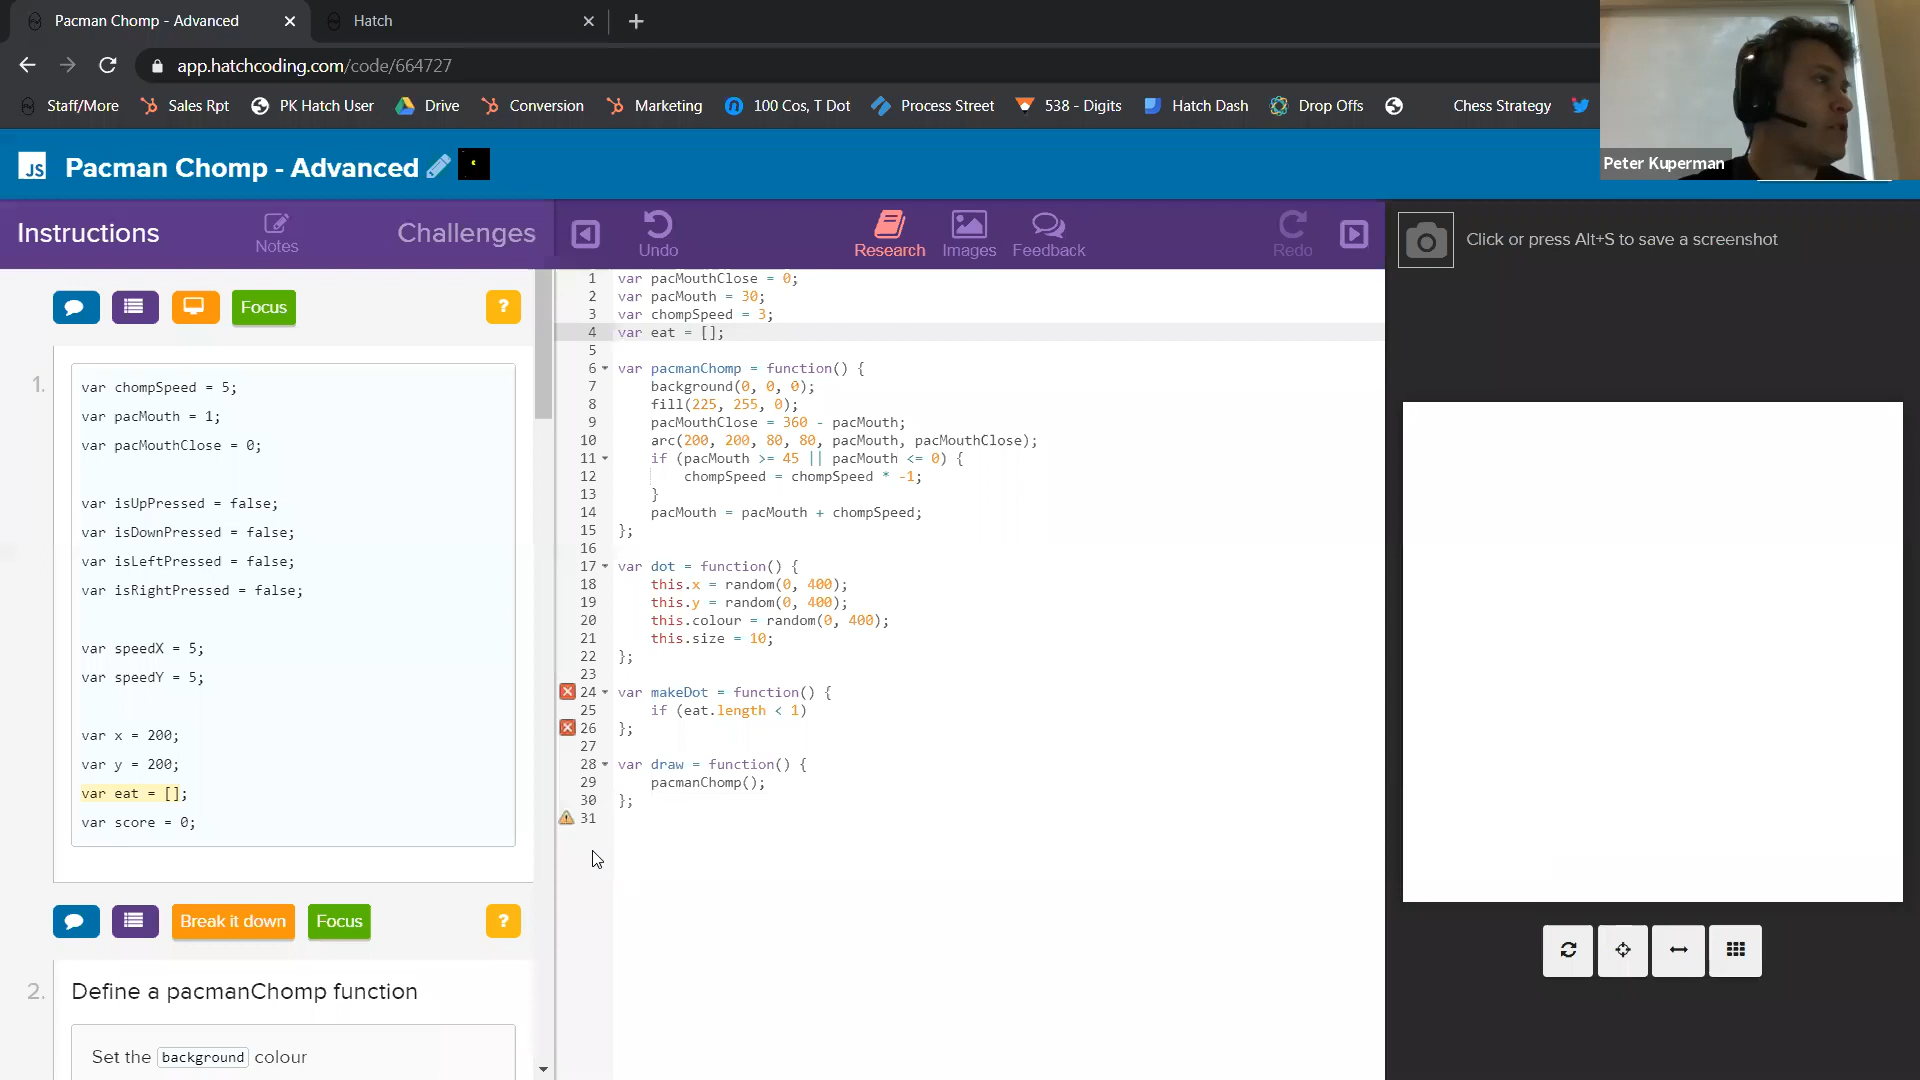 Pacman Chomp - Advanced
Hatch
app.hatchcoding.com/code/664727
Staff/More
Sales Rpt
PK Hatch User
Drive
Conversion
Marketing
100 Cos, T Dot
Process Street
538 - Digits
Hatch Dash
Drop Offs
Chess Strategy
Peter Kuperman
JS
Pacman Chomp - Advanced
Instructions
Notes
Challenges
Undo
Research
Images
Feedback
Redo
Click or press Alt+S to save a screenshot
Focus
?
1.
var chompSpeed = 5;
var pacMouth = 1;
var pacMouthClose = 0;
var isUpPressed = false;
var isDownPressed = false;
var isLeftPressed = false;
var isRightPressed = false;
var speedX = 5;
var speedY = 5;
var x = 200;
var y = 200;
var eat = [];
var score = 0;
Break it down
Focus
?
2.
Define a pacmanChomp function
Set the background colour
1 var pacMouthClose = 0;
2 var pacMouth = 30;
3 var chompSpeed = 3;
4 var eat = [];
5
6 var pacmanChomp = function() {
7 background(0, 0, 0);
8 fill(225, 255, 0);
9 pacMouthClose = 360 - pacMouth;
10 arc(200, 200, 80, 80, pacMouth, pacMouthClose);
11 if (pacMouth >= 45 || pacMouth <= 0) {
12 chompSpeed = chompSpeed * -1;
13 }
14 pacMouth = pacMouth + chompSpeed;
15 };
16
17 var dot = function() {
18 this.x = random(0, 400);
19 this.y = random(0, 400);
20 this.colour = random(0, 400);
21 this.size = 10;
22 };
23
24 var makeDot = function() {
25 if (eat.length < 1)
26 };
27
28 var draw = function() {
29 pacmanChomp();
30 };
31